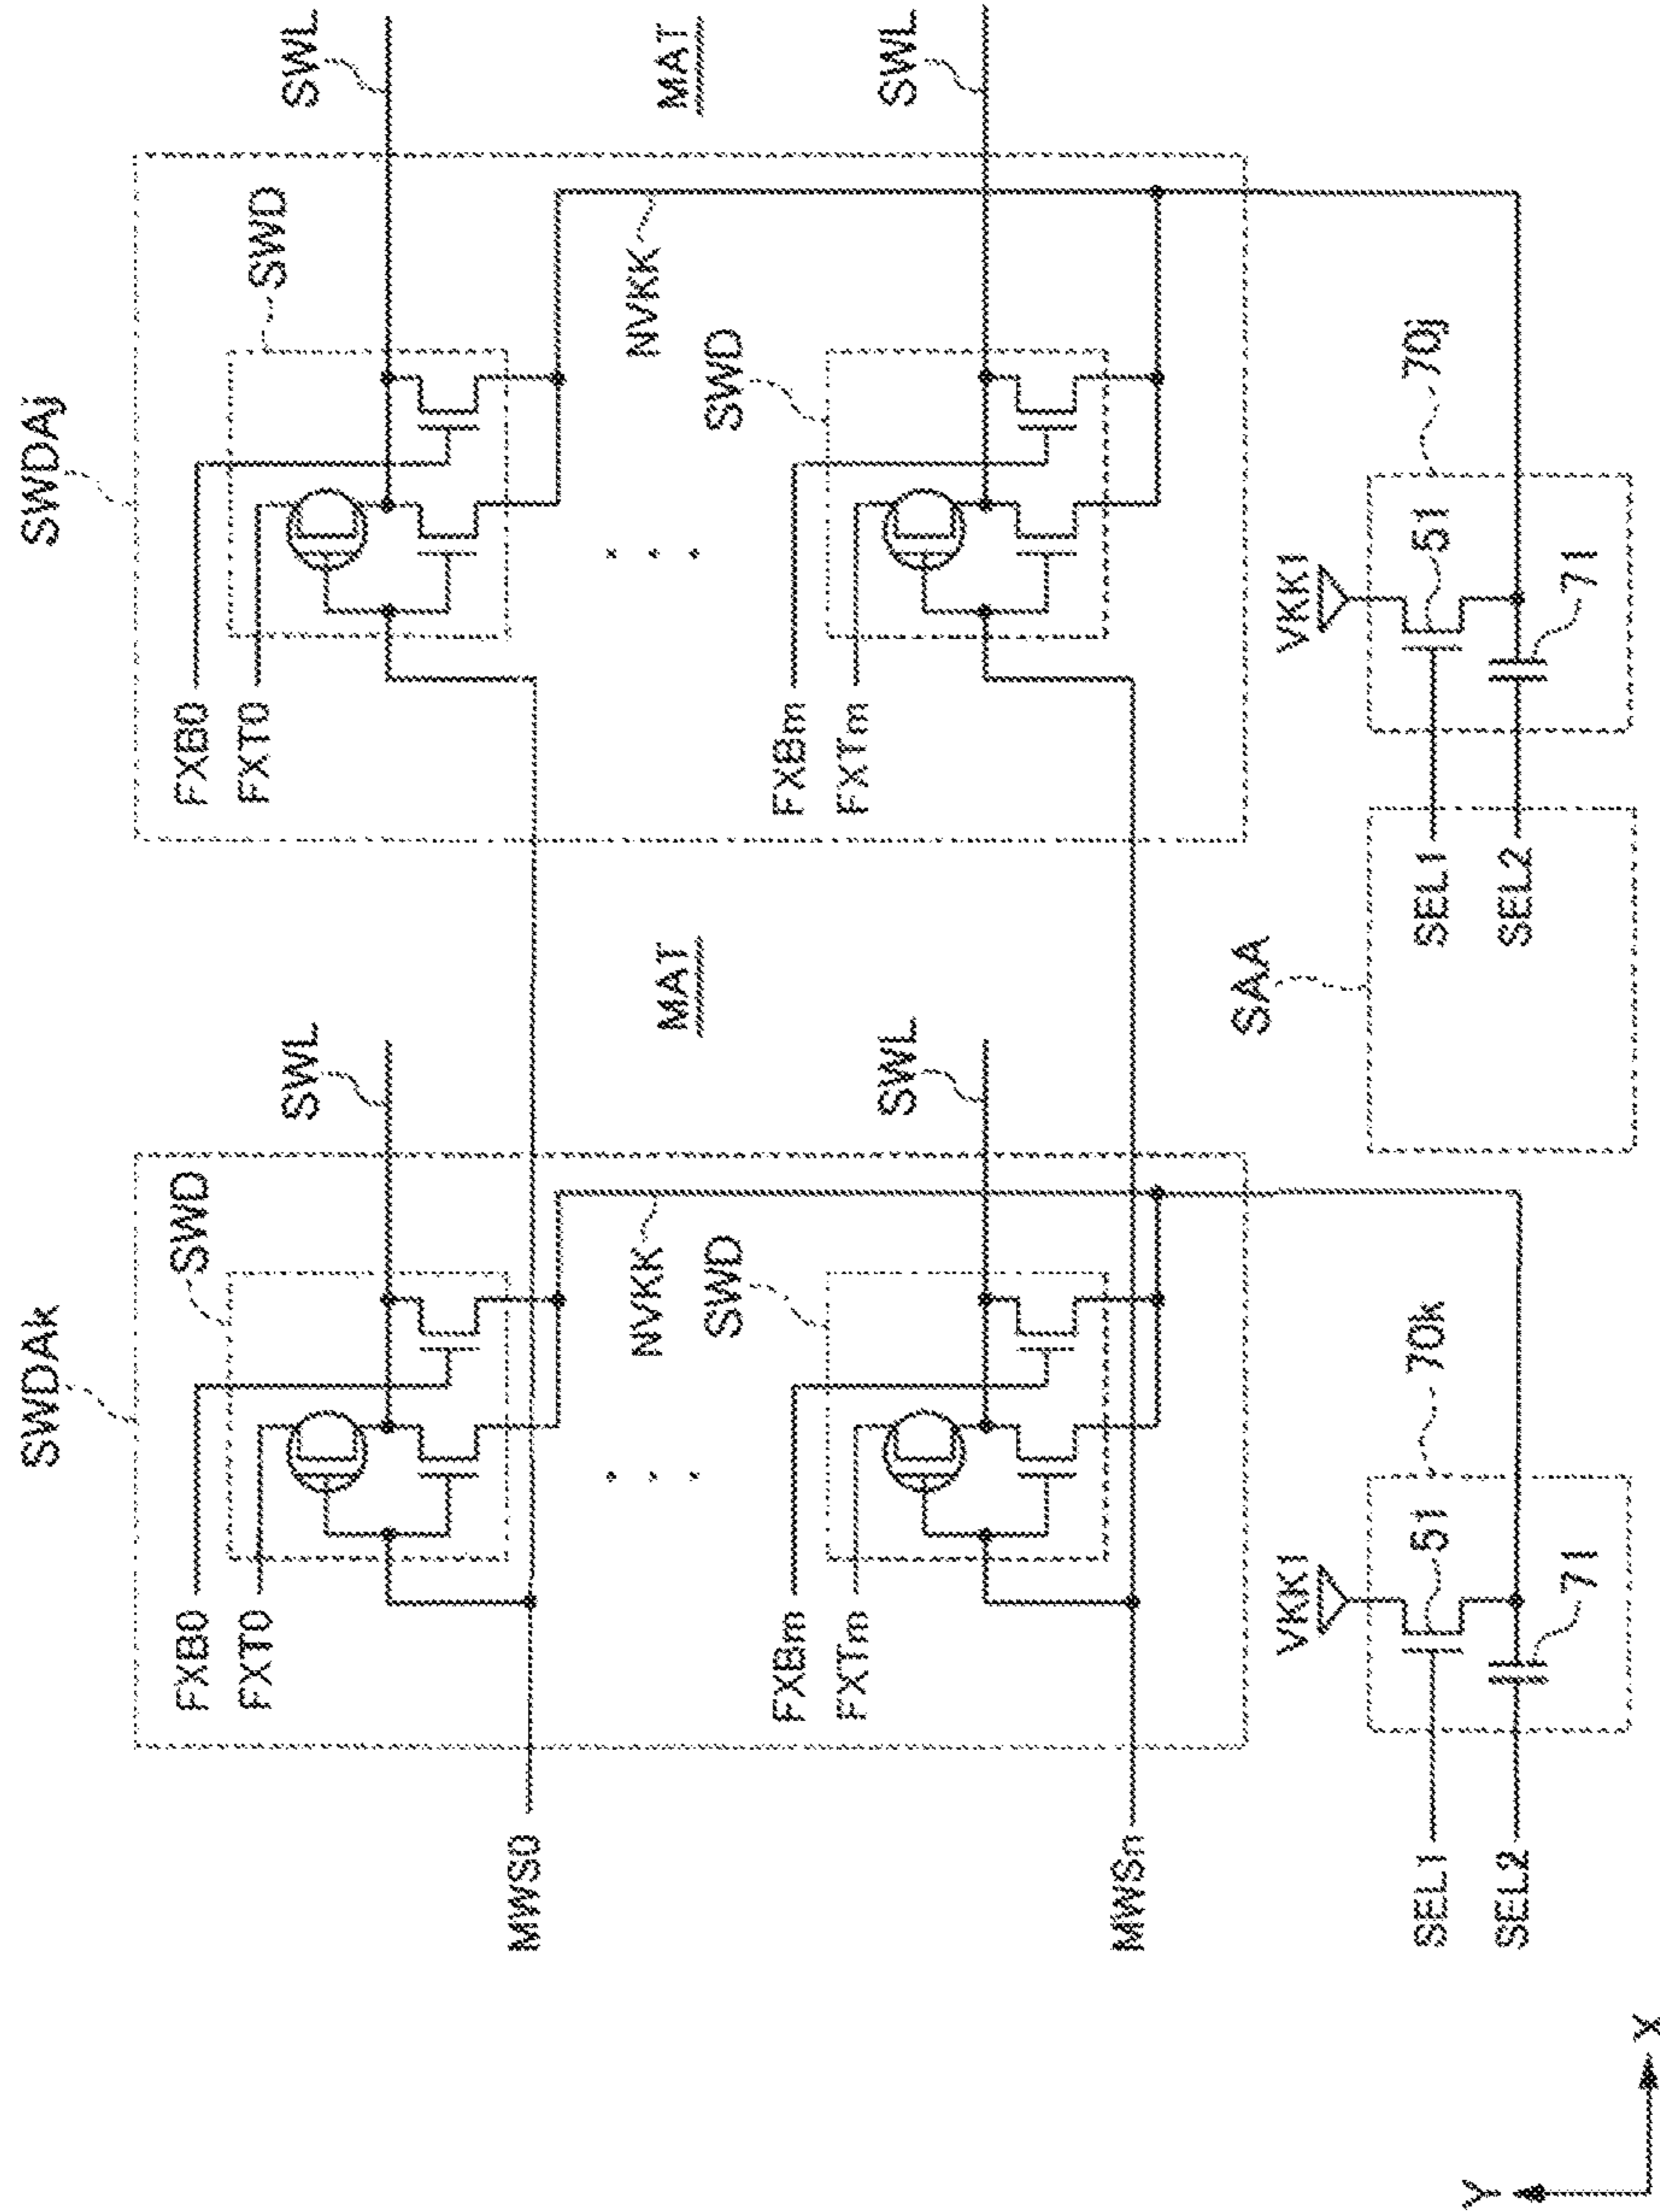 SWDAk
SWDAj
SWD
SWL
SWD
SWL
FXB0
FXT0
FXB0
FXT0
MWS0
NVKK
MAT
NVKK
MAT
SWD
SWL
SWD
SWL
FXBm
FXTm
FXBm
FXTm
MWSn
SAA
VKK1
70k
VKK1
70j
51
51
SEL1
SEL1
SEL2
71
SEL2
71
Y
X